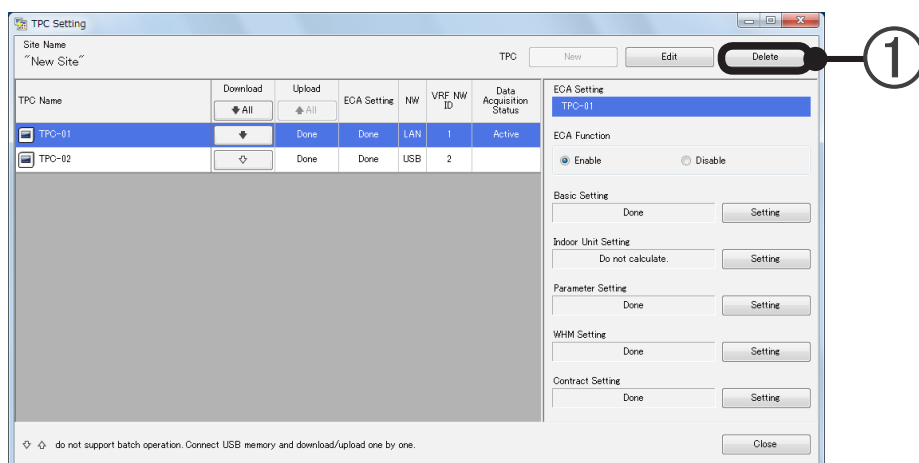 TPC Setting
Site Name
"New Site"
TPC
New
Edit
Delete
①
TPC Name
Download
Upload
ECA Setting
NW
VRF NW ID
Data Acquisition Status
All
All
TPC-01
Done
Done
LAN
1
Active
TPC-02
Done
Done
USB
2
ECA Setting
TPC-01
ECA Function
Enable
Disable
Basic Setting
Done
Setting
Indoor Unit Setting
Do not calculate.
Setting
Parameter Setting
Done
Setting
WHM Setting
Done
Setting
Contract Setting
Done
Setting
do not support batch operation. Connect USB memory and download/upload one by one.
Close